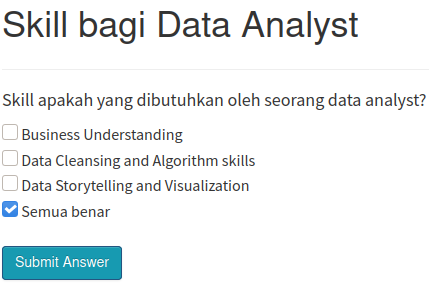 Skill bagi Data Analyst
Skill apakah yang dibutuhkan oleh seorang data analyst?
Business Understanding
Data Cleansing and Algorithm skills
Data Storytelling and Visualization
Semua benar
Submit Answer